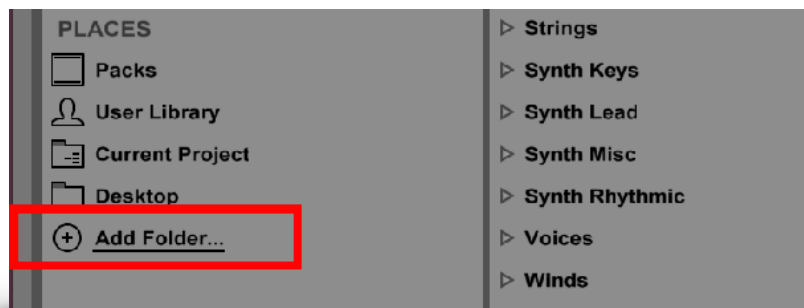 PLACES
Packs
User Library
Current Project
Desktop
Add Folder...
Strings
Synth Keys
Synth Lead
Synth Misc
Synth Rhythmic
Voices
Winds